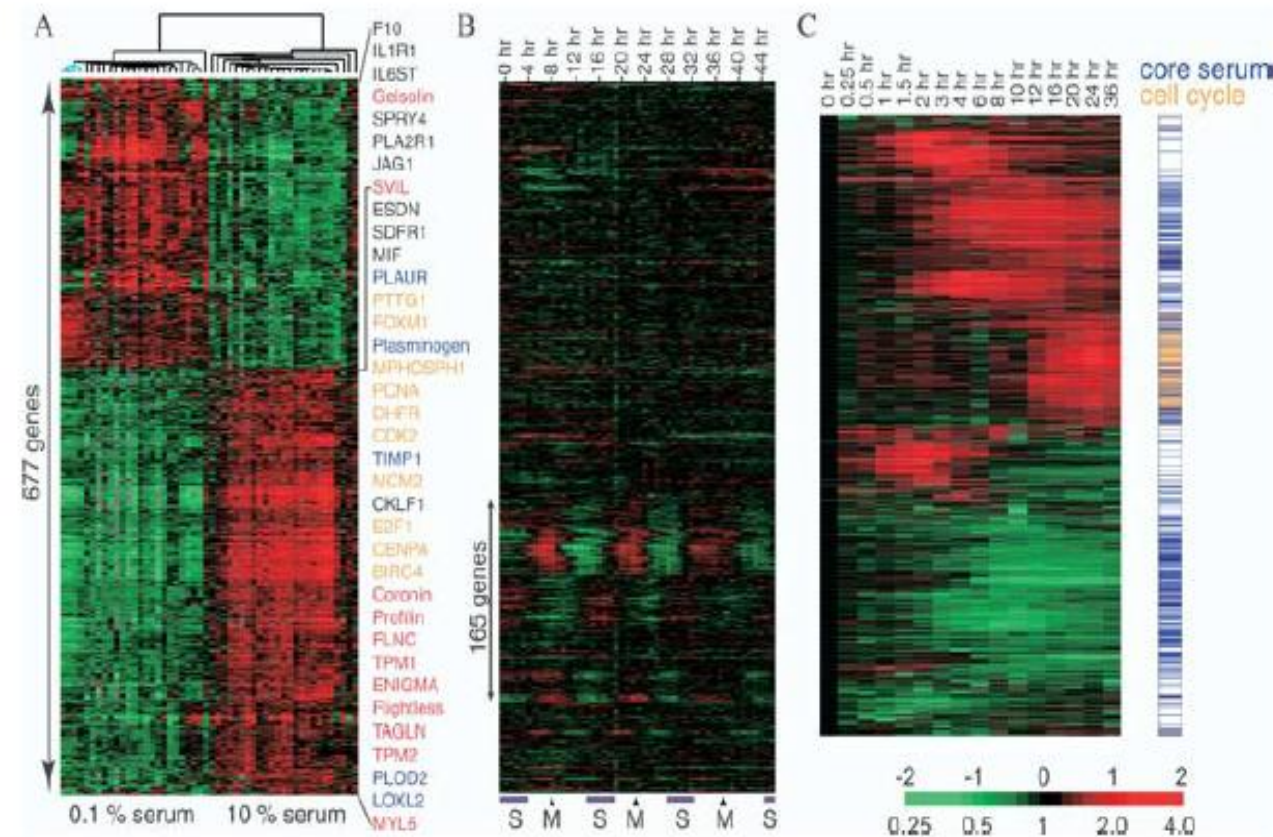 A
F10
IL1R1
IL6ST
Gelsolin
SPRY4
PLA2R1
JAG1
SVIL
ESDN
SDFR1
MIF
PLAUR
PTTG1
FOXM1
Plasminogen
MPHOSPH1
PCNA
DHFR
CDK2
TIMP1
NCM2
CKLF1
E2F1
CENPA
BIRC4
Coronin
Profilin
FLNC
TPM1
ENIGMA
Flightless
TAGLN
TPM2
PLOD2
LOXL2
MYL5
677 genes
0.1 % serum 10 % serum
B
0 hr
4 hr
8 hr
12 hr
16 hr
20 hr
24 hr
28 hr
32 hr
36 hr
40 hr
44 hr
165 genes
S M S M S M S
C
0 hr
0.25 hr
0.5 hr
1 hr
1.5 hr
2 hr
3 hr
4 hr
6 hr
8 hr
10 hr
12 hr
16 hr
20 hr
24 hr
36 hr
core serum
cell cycle
-2 -1 0 1 2
0.25 0.5 1 2.0 4.0